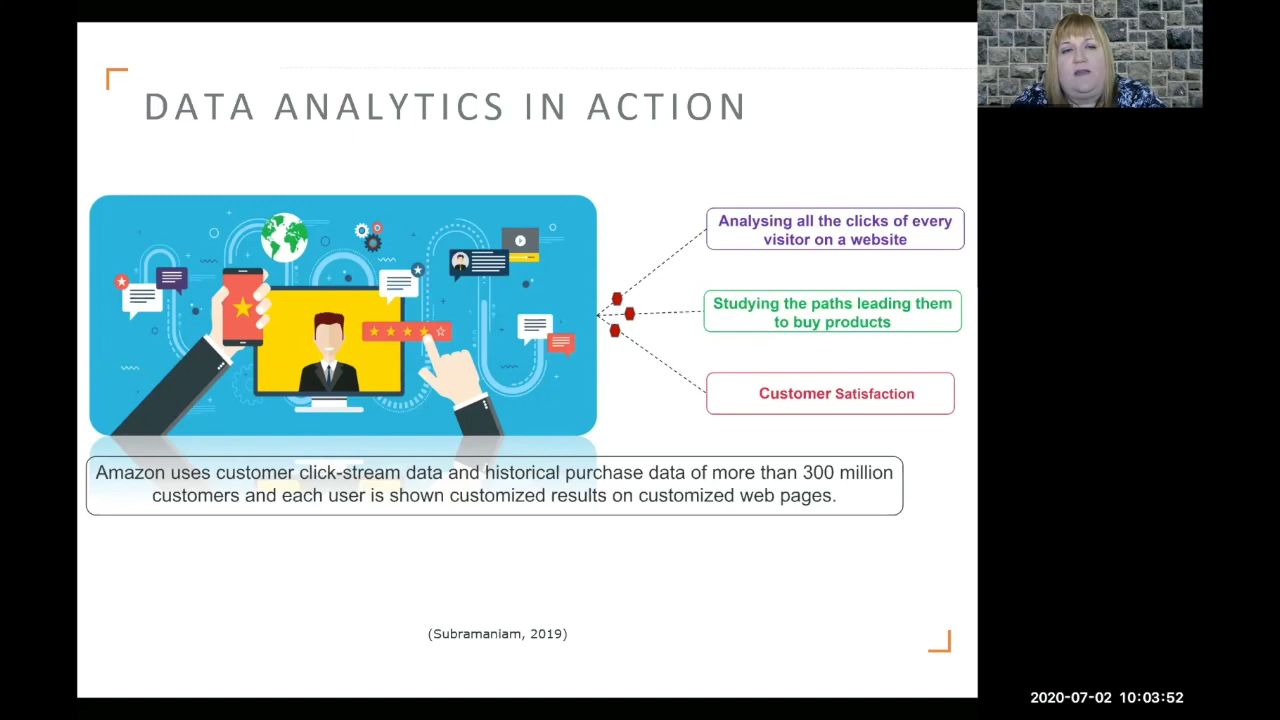 DATA ANALYTICS IN ACTION
Analysing all the clicks of every
visitor on a website
Studying the paths leading them
to buy products
Customer Satisfaction
Amazon uses customer click-stream data and historical purchase data of more than 300 million
customers and each user is shown customized results on customized web pages.
(Subramaniam, 2019)
2020-07-02 10:03:52